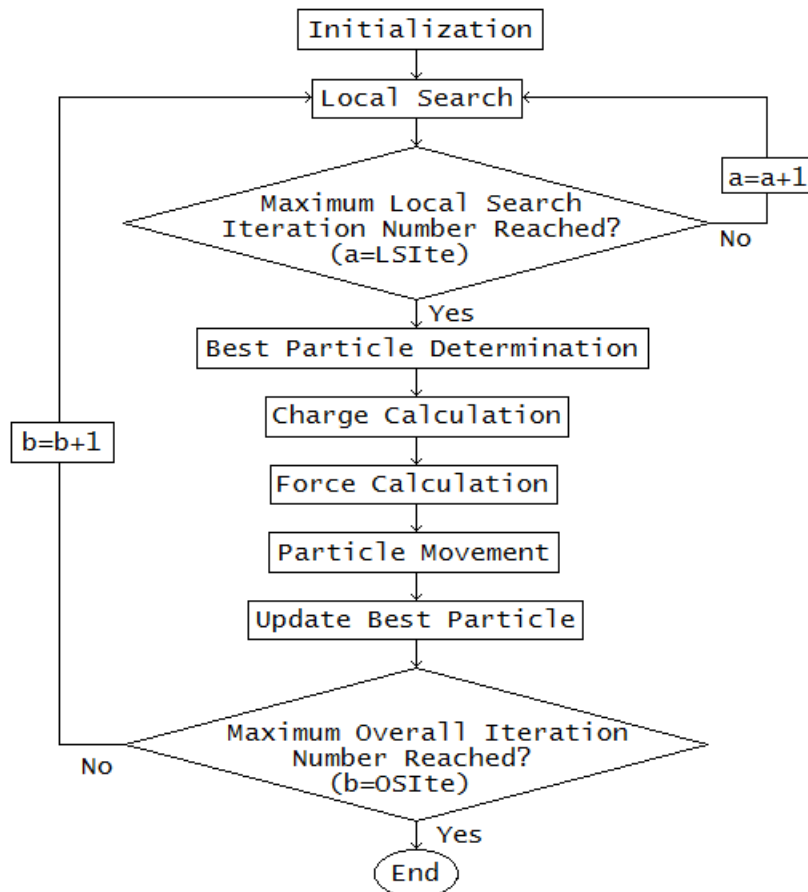 Initialization
Local Search
a=a+1
Maximum Local Search
Iteration Number Reached?
(a=LSIte)
No
Yes
Best Particle Determination
Charge Calculation
b=b+1
Force Calculation
Particle Movement
Update Best Particle
Maximum Overall Iteration
Number Reached?
(b=OSIte)
No
Yes
End